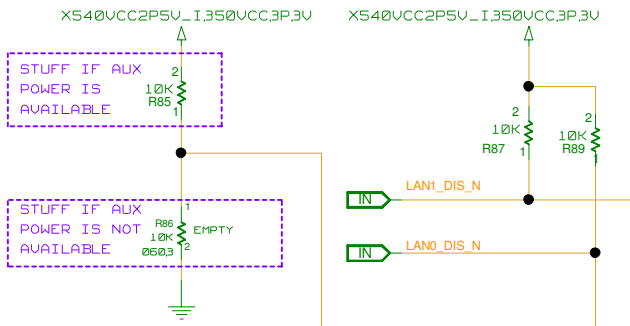 X540VCC2P5V_I,350VCC,3P,3V
X540VCC2P5V_I,350VCC,3P,3V
STUFF IF AUX
POWER IS
AVAILABLE
2
10K
R85
1
2
10K
R87
1
2
10K
R89
1
STUFF IF AUX
POWER IS NOT
AVAILABLE
1
R86
10K
0603
2
EMPTY
IN
LAN1_DIS_N
IN
LAN0_DIS_N